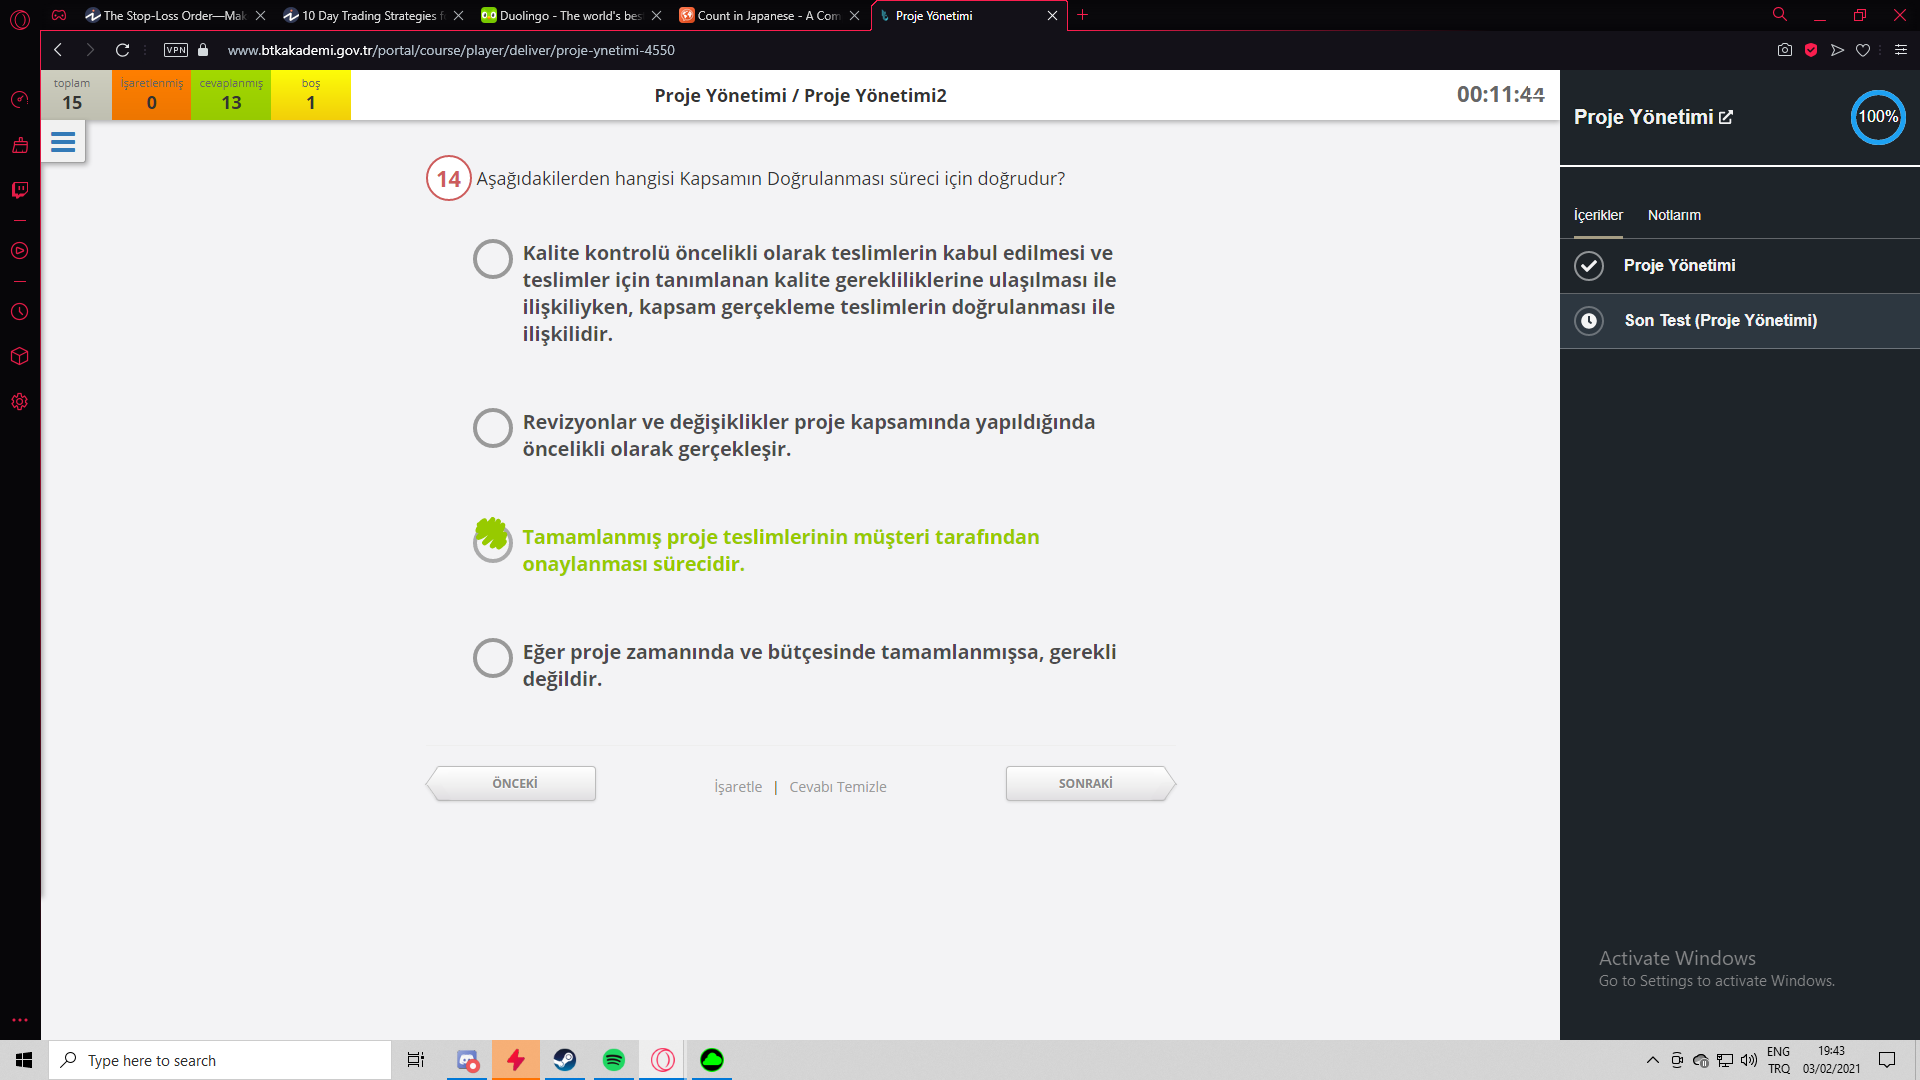 The Stop-Loss Order—Mak
10 Day Trading Strategies f
Duolingo - The world's bes
Count in Japanese - A Com
Proje Yönetimi
VPN
www.btkakademi.gov.tr/portal/course/player/deliver/proje-ynetimi-4550
toplam
15
İşaretlenmiş
0
cevaplanmış
13
boş
1
Proje Yönetimi / Proje Yönetimi2
00:11:44
Proje Yönetimi
100%
İçerikler
Notlarım
Proje Yönetimi
Son Test (Proje Yönetimi)
14
Aşağıdakilerden hangisi Kapsamın Doğrulanması süreci için doğrudur?
Kalite kontrolü öncelikli olarak teslimlerin kabul edilmesi ve
teslimler için tanımlanan kalite gerekliliklerine ulaşılması ile
ilişkiliyken, kapsam gerçekleme teslimlerin doğrulanması ile
ilişkilidir.
Revizyonlar ve değişiklikler proje kapsamında yapıldığında
öncelikli olarak gerçekleşir.
Tamamlanmış proje teslimlerinin müşteri tarafından
onaylanması sürecidir.
Eğer proje zamanında ve bütçesinde tamamlanmışsa, gerekli
değildir.
ÖNCEKİ
İşaretle | Cevabı Temizle
SONRAKİ
Activate Windows
Go to Settings to activate Windows.
Type here to search
ENG
TRQ
19:43
03/02/2021